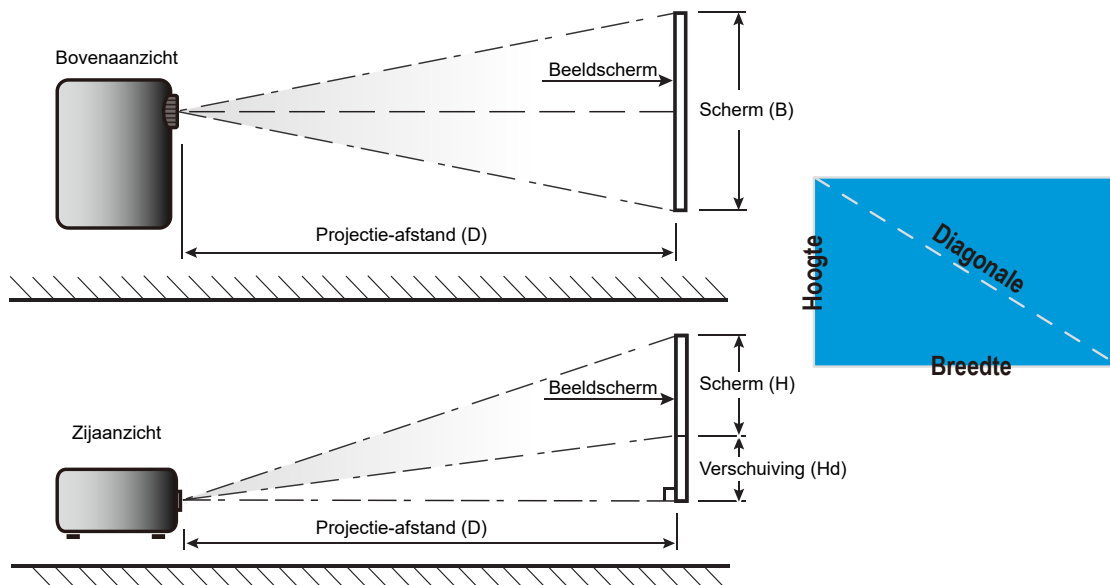 Bovenaanzicht
Beeldscherm
Scherm (B)
Projectie-afstand (D)
Hoogte
Diagonale
Breedte
Zijaanzicht
Beeldscherm
Scherm (H)
Verschuiving (Hd)
Projectie-afstand (D)